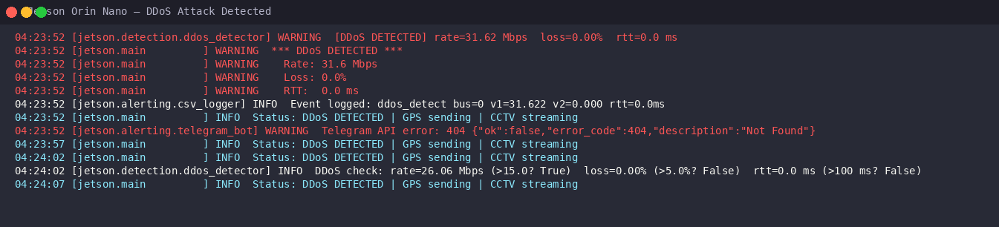 Jetson Orin Nano — DDoS Attack Detected
04:23:52 [jetson.detection.ddos_detector] WARNING  [DDoS DETECTED] rate=31.62 Mbps  loss=0.00%  rtt=0.0 ms
04:23:52 [jetson.main         ] WARNING  *** DDoS DETECTED ***
04:23:52 [jetson.main         ] WARNING    Rate: 31.6 Mbps
04:23:52 [jetson.main         ] WARNING    Loss: 0.0%
04:23:52 [jetson.main         ] WARNING    RTT:  0.0 ms
04:23:52 [jetson.alerting.csv_logger] INFO  Event logged: ddos_detect bus=0 v1=31.622 v2=0.000 rtt=0.0ms
04:23:52 [jetson.main         ] INFO  Status: DDoS DETECTED | GPS sending | CCTV streaming
04:23:52 [jetson.alerting.telegram_bot] WARNING  Telegram API error: 404 {"ok":false,"error_code":404,"description":"Not Found"}
04:23:57 [jetson.main         ] INFO  Status: DDoS DETECTED | GPS sending | CCTV streaming
04:24:02 [jetson.main         ] INFO  Status: DDoS DETECTED | GPS sending | CCTV streaming
04:24:02 [jetson.detection.ddos_detector] INFO  DDoS check: rate=26.06 Mbps (>15.0? True)  loss=0.00% (>5.0%? False)  rtt=0.0 ms (>100 ms? False)
04:24:07 [jetson.main         ] INFO  Status: DDoS DETECTED | GPS sending | CCTV streaming